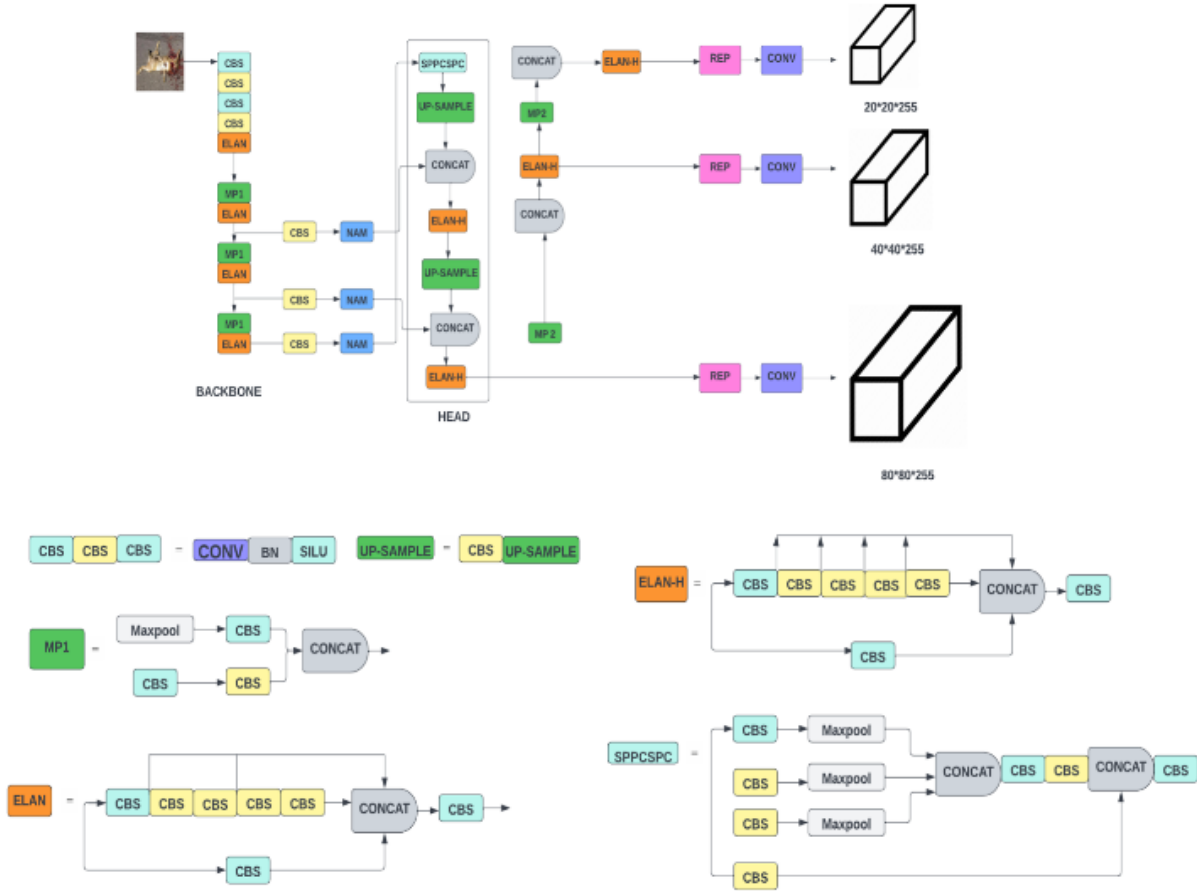 CBS
CBS
CBS
CBS
ELAN
MP1
ELAN
MP1
ELAN
MP1
ELAN
CBS NAM
CBS NAM
CBS NAM
BACKBONE
SPPCSPC
UP-SAMPLE
CONCAT
ELAN-H
UP-SAMPLE
CONCAT
ELAN-H
HEAD
CONCAT ELAN-H REP CONV
MP2
20*20*255
ELAN-H REP CONV
CONCAT
40*40*255
MP2
REP CONV
80*80*255
CBS CBS CBS = CONV BN SILU
UP-SAMPLE = CBS UP-SAMPLE
MP1 =
Maxpool CBS
CONCAT
CBS CBS
ELAN =
CBS CBS CBS CBS CBS CONCAT CBS
CBS
ELAN-H =
CBS CBS CBS CBS CBS CONCAT CBS
CBS
SPPCSPC =
CBS Maxpool
CBS Maxpool
CBS Maxpool
CONCAT CBS CBS CONCAT CBS
CBS